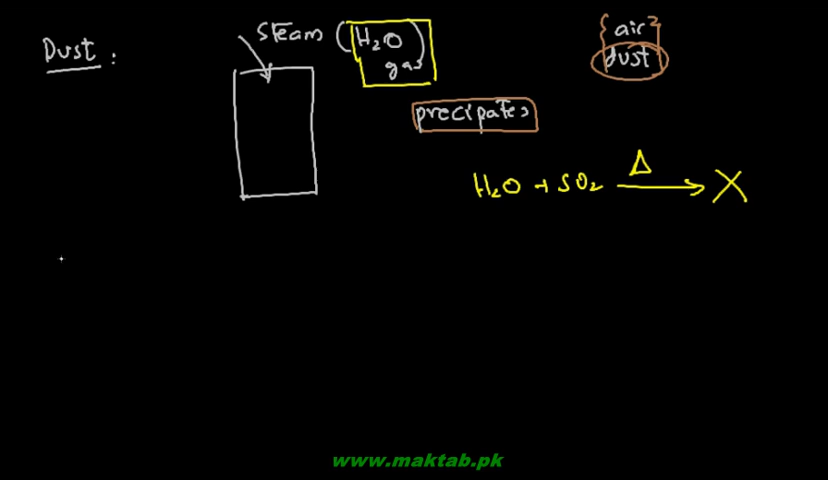 Dust :
Steam (H₂O
gas)
{air}
dust
precipates
H₂O + SO₂ Δ→ X
www.maktab.pk